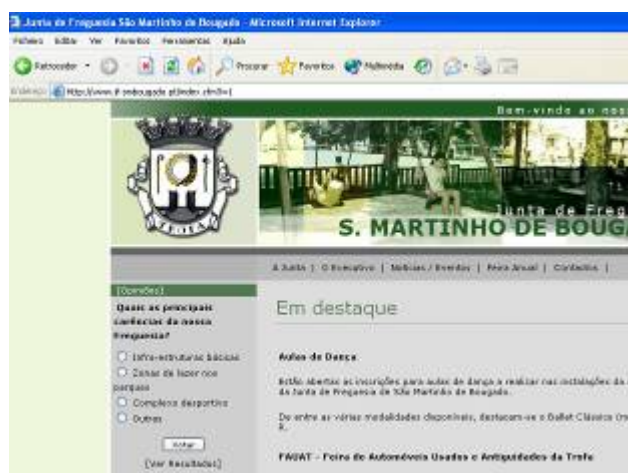 Junta de Freguesia São Martinho de Bougado - Microsoft Internet Explorer
Ficheiro Editar Ver Favoritos Ferramentas Ajuda
Retroceder Procurar Favoritos Multimédia
Endereço
Bem-vindo ao nos
TROFA
Junta de Freg
S. MARTINHO DE BOUGA
A Junta | O Executivo | Notícias / Eventos | Feira Anual | Contactos |
[Opiniões]
Quais as principais
carências da nossa
Freguesia?
Infra-estruturas básicas
Zonas de lazer nos
parques
Complexo desportivo
Outras
Votar
[Ver Resultados]
Em destaque
Aulas de Dança
Estão abertas as inscrições para aulas de dança a realizar nas instalações da
da Junta de Freguesia de São Martinho de Bougado.
De entre as várias modalidades disponíveis, destacam-se o Ballet Clássico (m
R.
FAUAT - Feira de Automóveis Usados e Antiguidades da Trofa